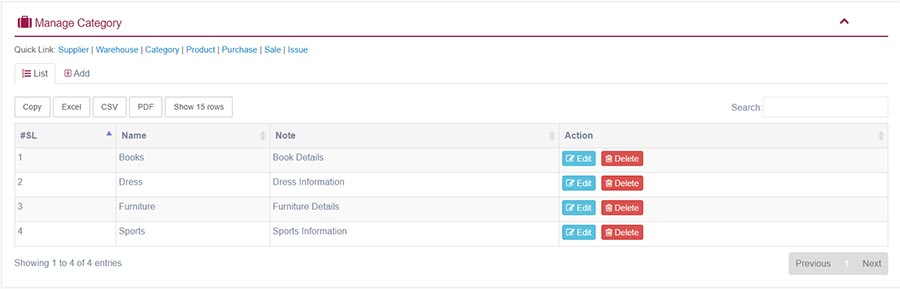 Manage Category
Quick Link: Supplier | Warehouse | Category | Product | Purchase | Sale | Issue
List Add
Copy Excel CSV PDF Show 15 rows Search:
#SL Name Note Action
1 Books Book Details Edit Delete
2 Dress Dress Information Edit Delete
3 Furniture Furniture Details Edit Delete
4 Sports Sports Information Edit Delete
Showing 1 to 4 of 4 entries Previous 1 Next